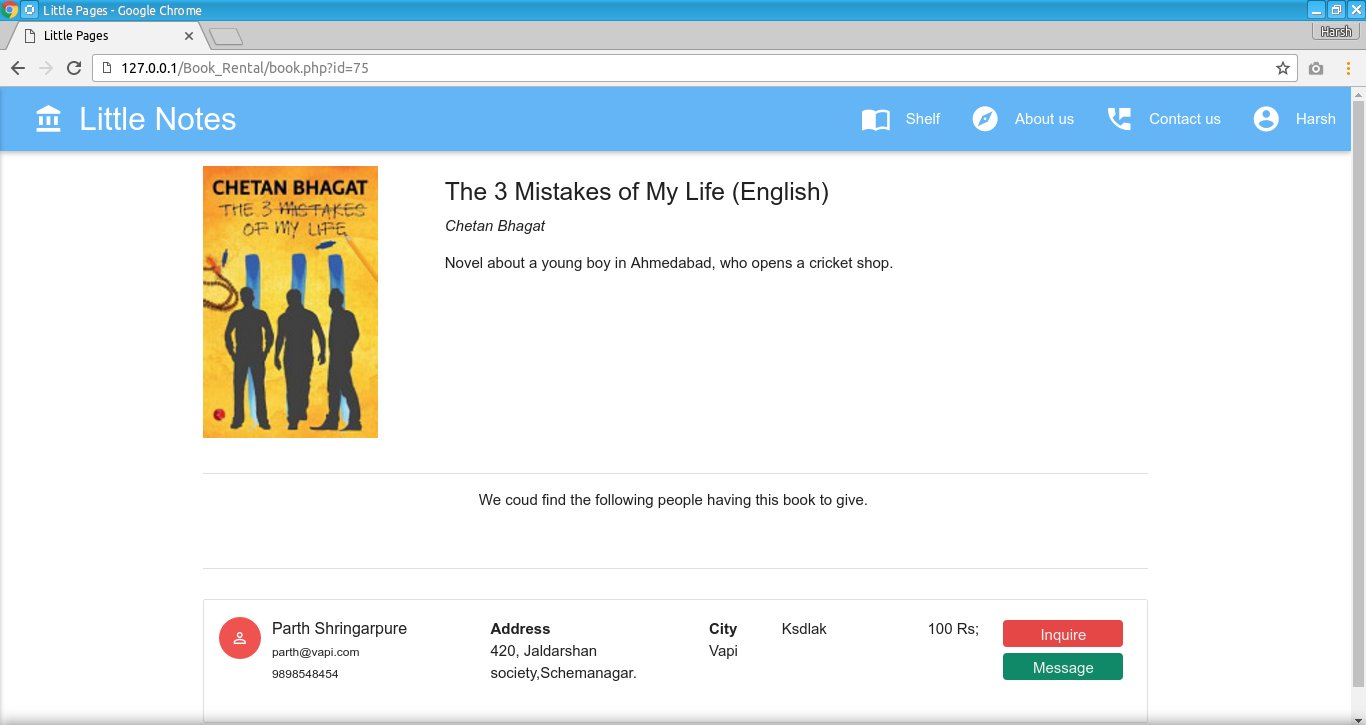 Little Pages - Google Chrome
Little Pages
Harsh
127.0.0.1/Book_Rental/book.php?id=75
Little Notes
Shelf
About us
Contact us
Harsh
CHETAN BHAGAT
THE 3 MISTAKES
OF MY LIFE
The 3 Mistakes of My Life (English)
Chetan Bhagat
Novel about a young boy in Ahmedabad, who opens a cricket shop.
We coud find the following people having this book to give.
Parth Shringarpure
parth@vapi.com
9898548454
Address
420, Jaldarshan
society,Schemanagar.
City
Vapi
Ksdlak
100 Rs;
Inquire
Message